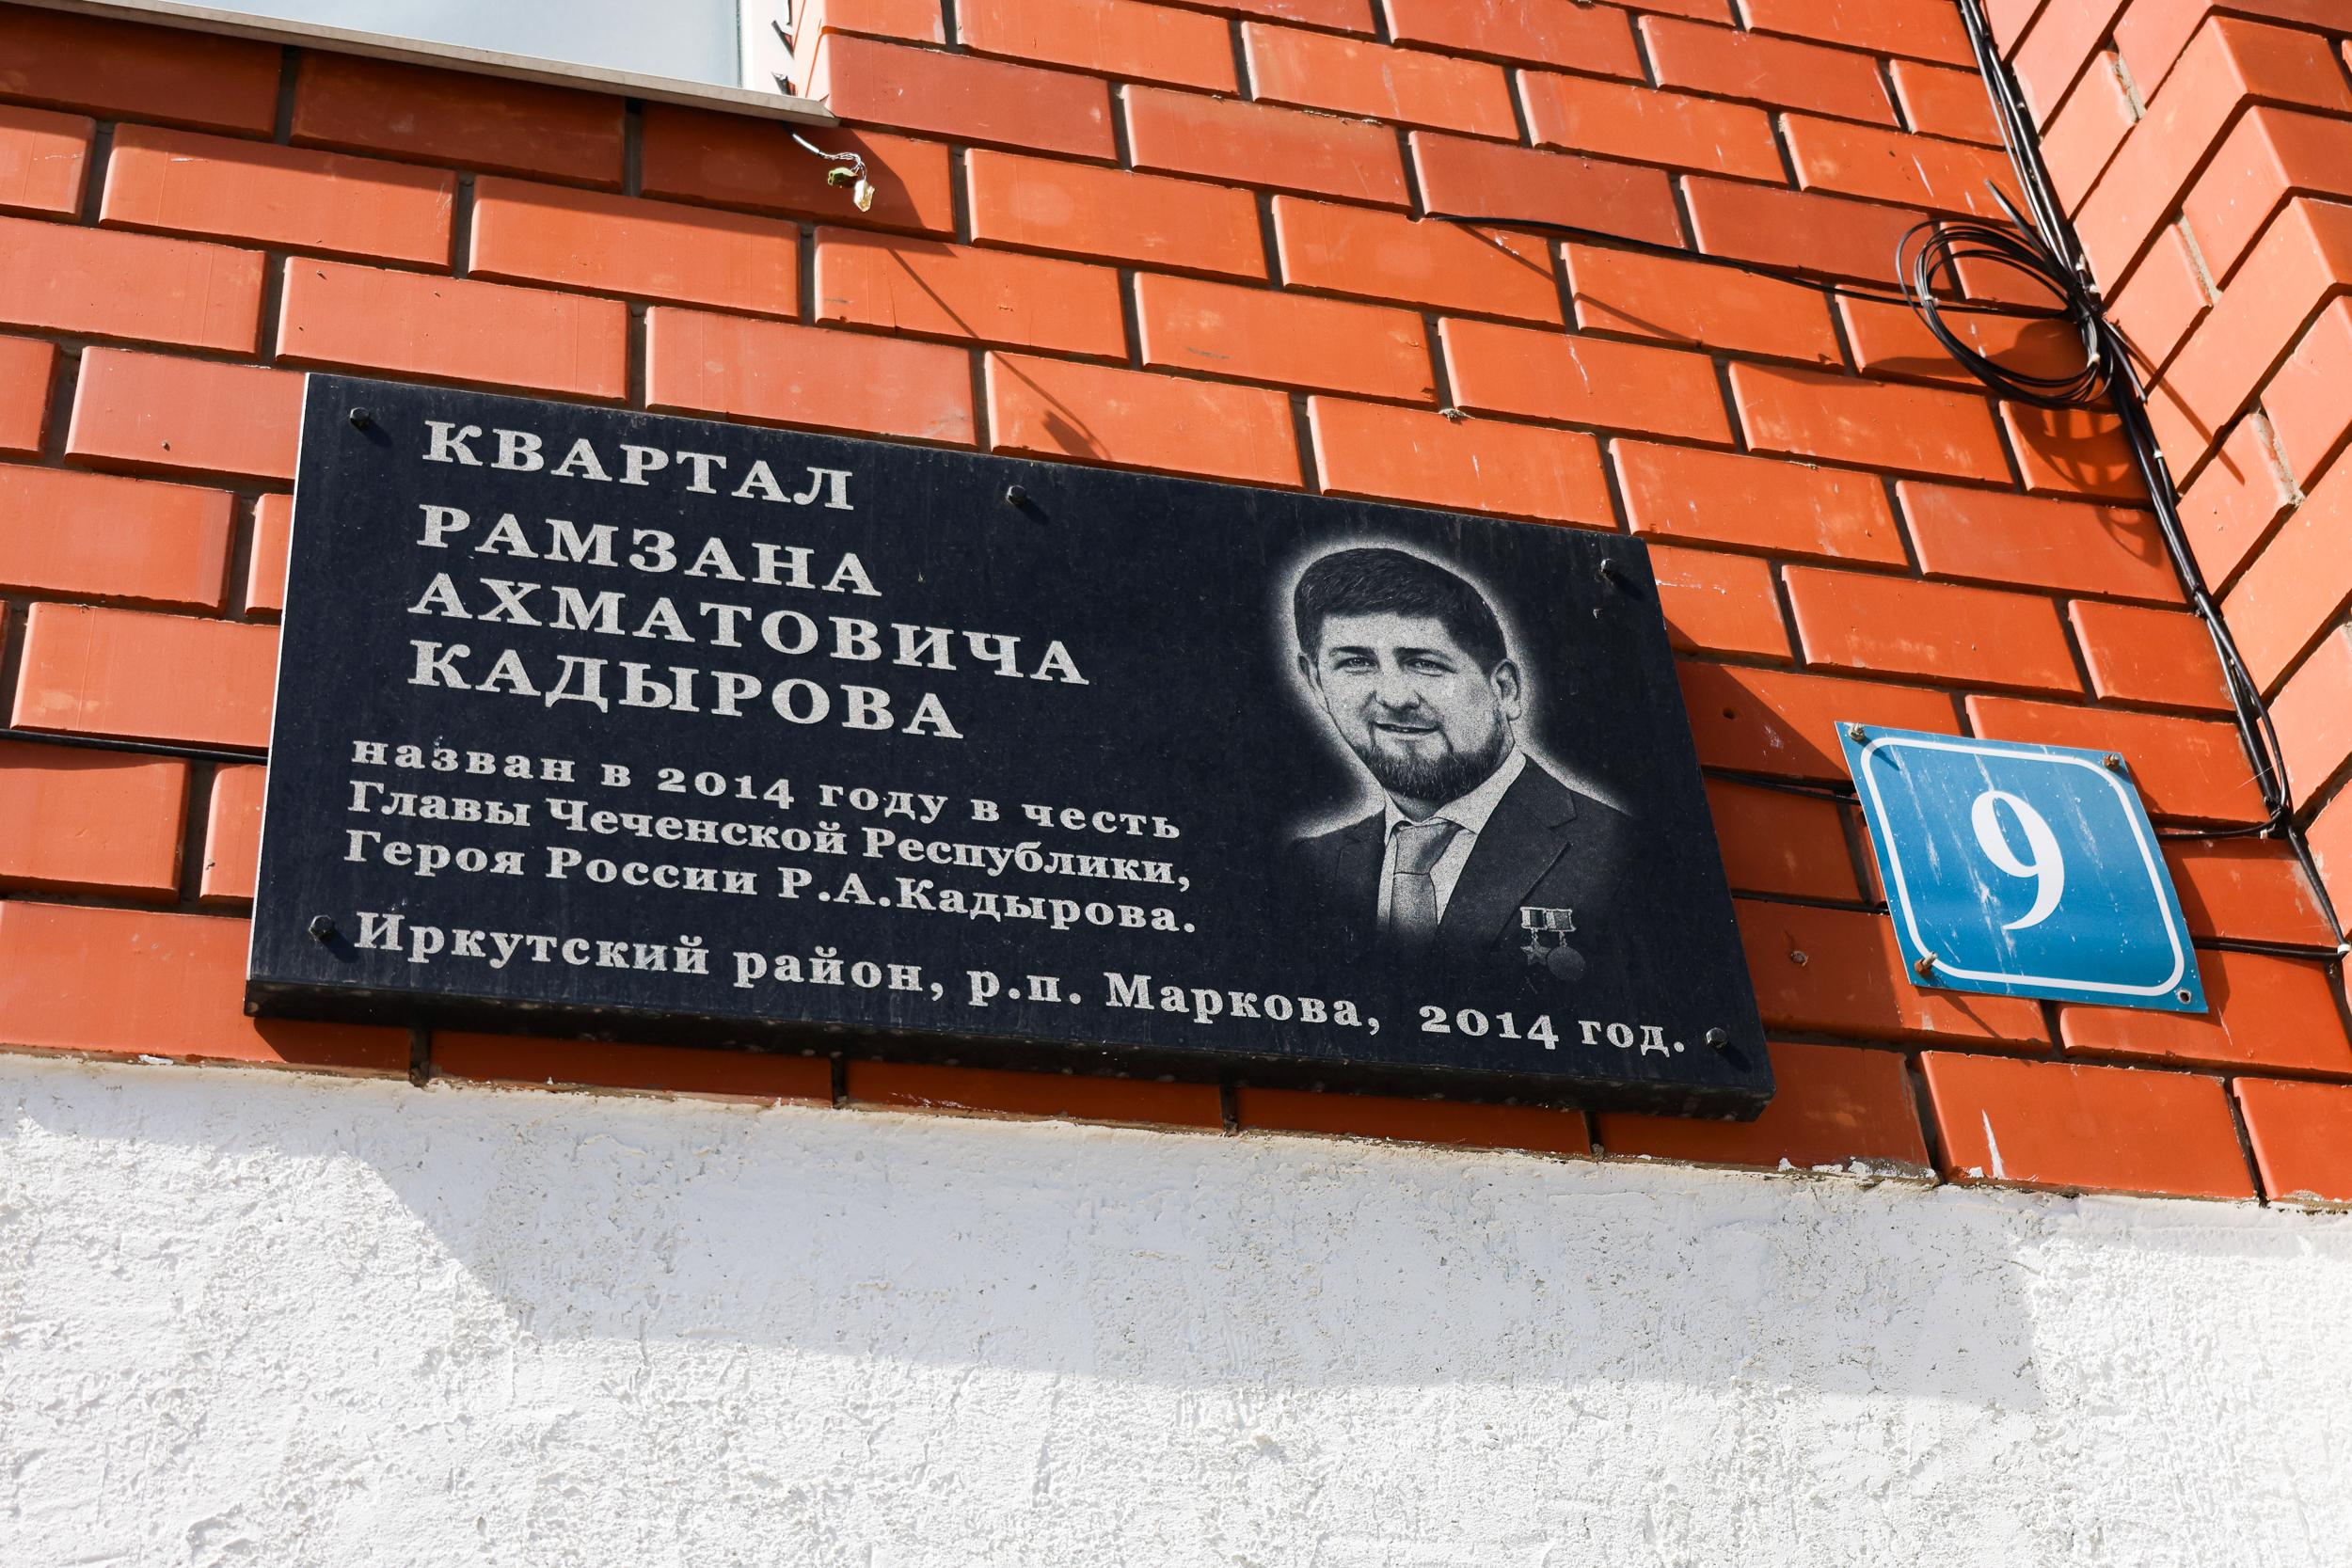 КВАРТАЛ
РАМЗАНА
АХМАТОВИЧА
КАДЫРОВА
назван в 2014 году в честь
Главы Чеченской Республики,
Героя России Р.А.Кадырова.
Иркутский район, р.п. Маркова, 2014 год.
9